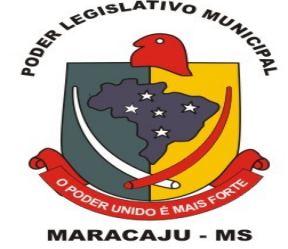 PODER LEGISLATIVO MUNICIPAL
O PODER UNIDO É MAIS FORTE
MARACAJU - MS